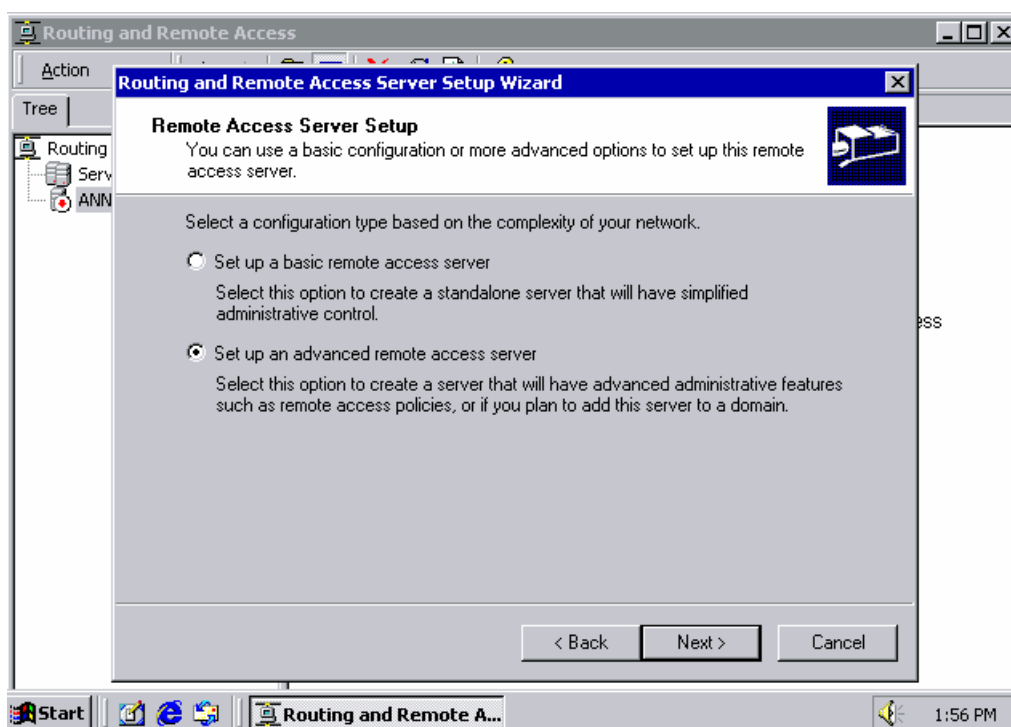 Routing and Remote Access
Action
Routing and Remote Access Server Setup Wizard
Tree
Remote Access Server Setup
You can use a basic configuration or more advanced options to set up this remote
access server.
Routing
Serv
ANN
Select a configuration type based on the complexity of your network.
Set up a basic remote access server
Select this option to create a standalone server that will have simplified
administrative control.
ess
Set up an advanced remote access server
Select this option to create a server that will have advanced administrative features
such as remote access policies, or if you plan to add this server to a domain.
< Back
Next >
Cancel
Start
Routing and Remote A...
1:56 PM